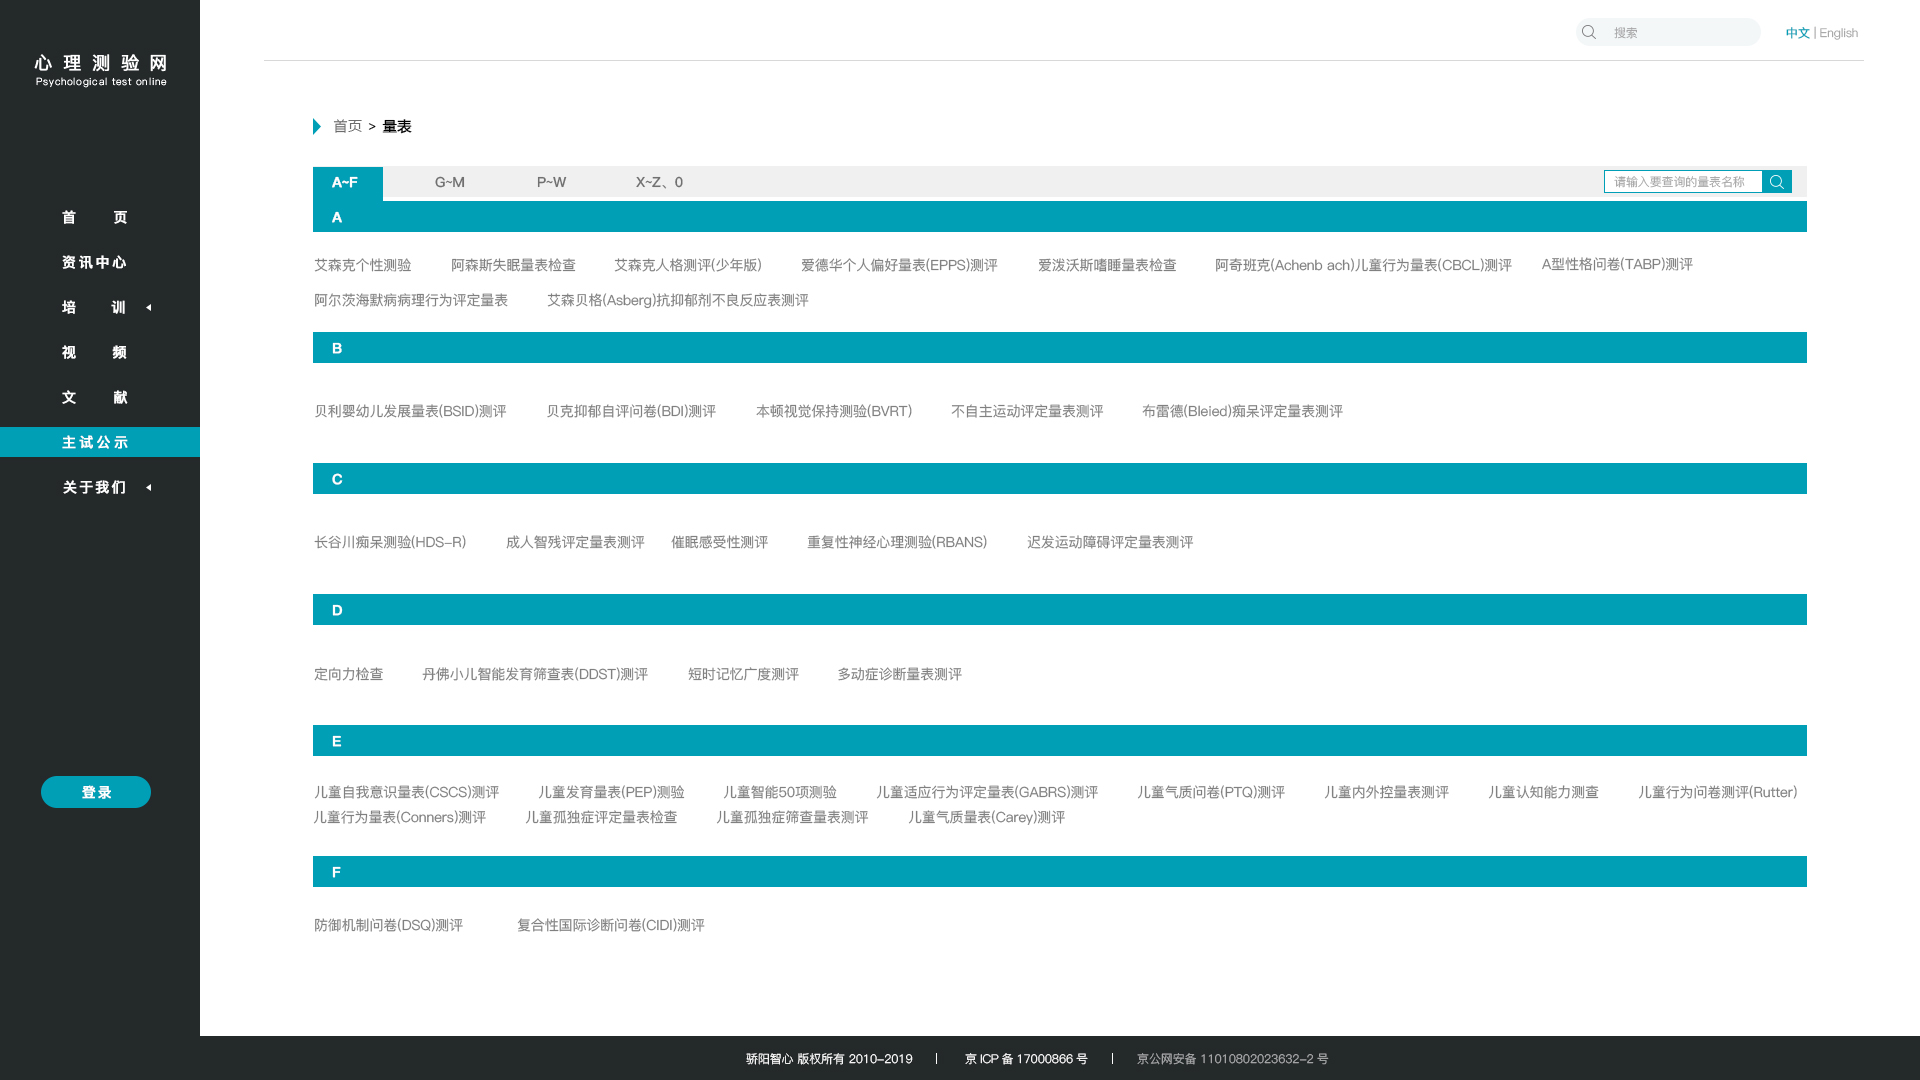 心理测验网
Psychological test online
搜索
中文 | English
首页 > 量表
首 页
资讯中心
培 训
视 频
文 献
主试公示
关于我们
登录
A~F G~M P~W X~Z、0 请输入要查询的量表名称
A
艾森克个性测验 阿森斯失眠量表检查 艾森克人格测评(少年版) 爱德华个人偏好量表(EPPS)测评 爱泼沃斯嗜睡量表检查 阿奇班克(Achenb ach)儿童行为量表(CBCL)测评 A型性格问卷(TABP)测评
阿尔茨海默病病理行为评定量表 艾森贝格(Asberg)抗抑郁剂不良反应表测评
B
贝利婴幼儿发展量表(BSID)测评 贝克抑郁自评问卷(BDI)测评 本顿视觉保持测验(BVRT) 不自主运动评定量表测评 布雷德(Bleied)痴呆评定量表测评
C
长谷川痴呆测验(HDS-R) 成人智残评定量表测评 催眠感受性测评 重复性神经心理测验(RBANS) 迟发运动障碍评定量表测评
D
定向力检查 丹佛小儿智能发育筛查表(DDST)测评 短时记忆广度测评 多动症诊断量表测评
E
儿童自我意识量表(CSCS)测评 儿童发育量表(PEP)测验 儿童智能50项测验 儿童适应行为评定量表(GABRS)测评 儿童气质问卷(PTQ)测评 儿童内外控量表测评 儿童认知能力测查 儿童行为问卷测评(Rutter)
儿童行为量表(Conners)测评 儿童孤独症评定量表检查 儿童孤独症筛查量表测评 儿童气质量表(Carey)测评
F
防御机制问卷(DSQ)测评 复合性国际诊断问卷(CIDI)测评
骄阳智心 版权所有 2010-2019 | 京 ICP 备 17000866 号 | 京公网安备 11010802023632-2 号